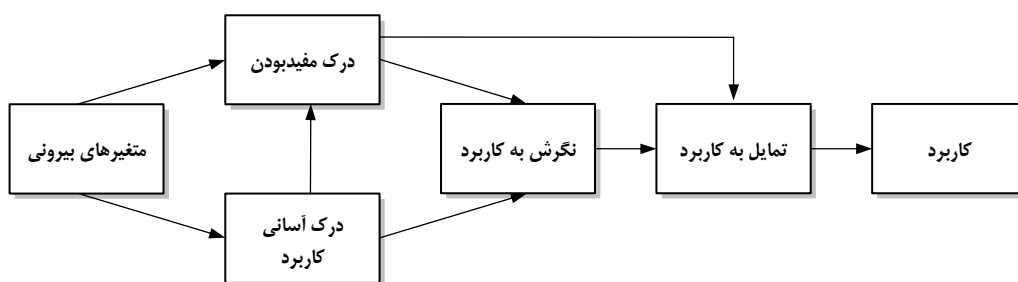 درک مفیدبودن
متغیرهای بیرونی
نگرش به کاربرد
تمایل به کاربرد
کاربرد
درک آسانی
کاربرد